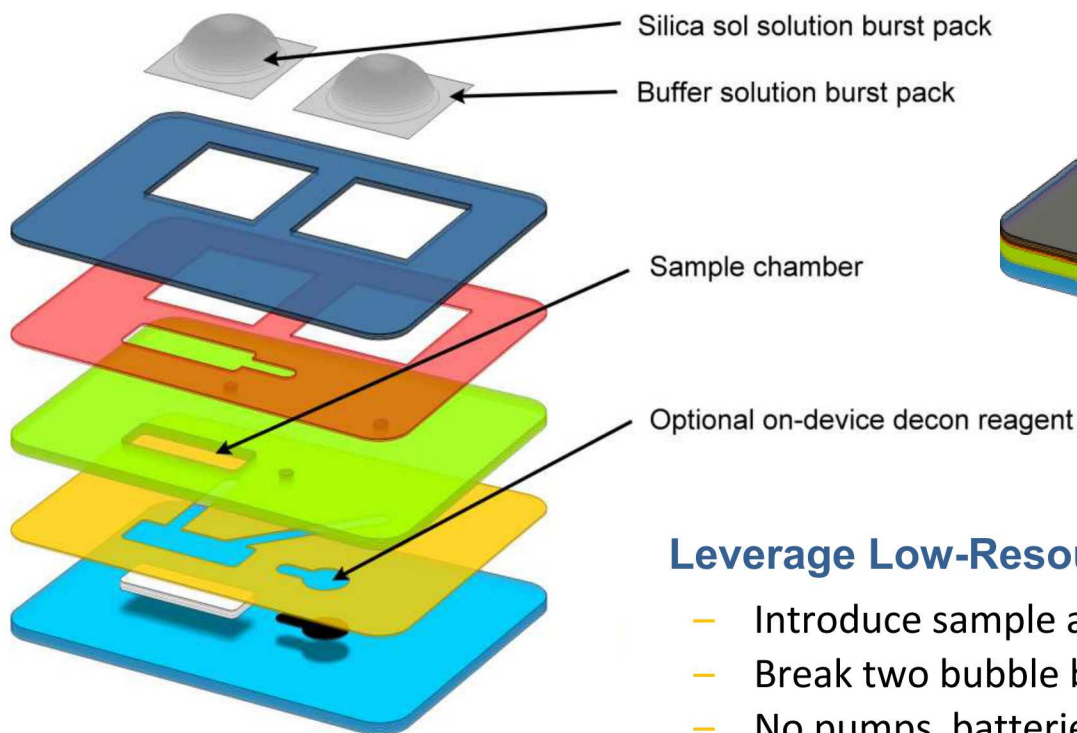 Silica sol solution burst pack
Buffer solution burst pack
Sample chamber
Optional on-device decon reagent
Leverage Low-Resou
– Introduce sample a
– Break two bubble b
– No pumps, batterie